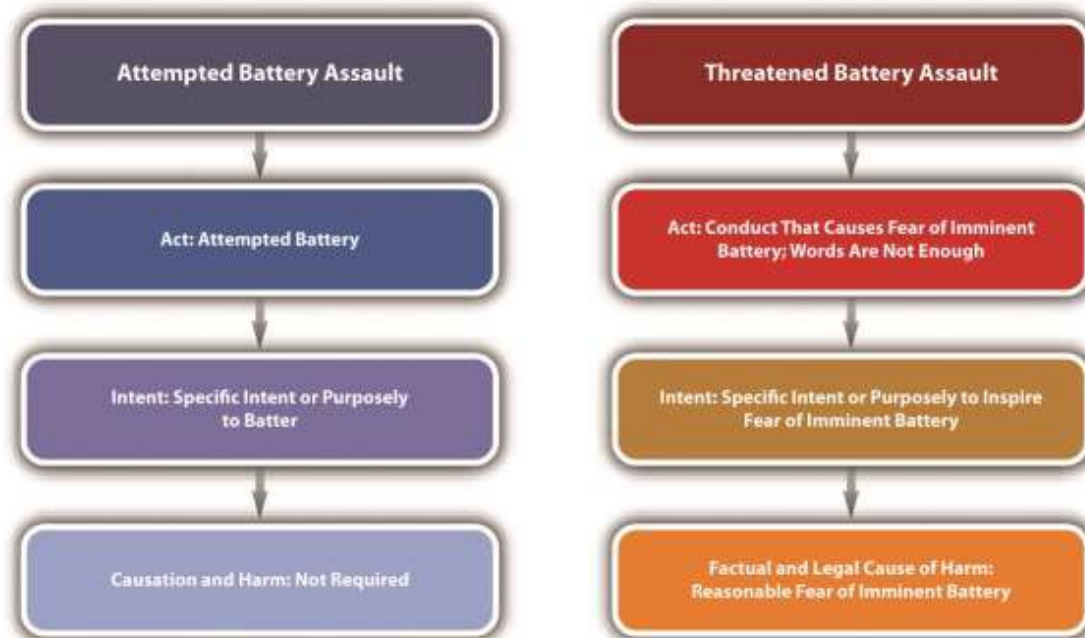 Attempted Battery Assault
Act: Attempted Battery
Intent: Specific Intent or Purposely
to Batter
Causation and Harm: Not Required
Threatened Battery Assault
Act: Conduct That Causes Fear of Imminent
Battery; Words Are Not Enough
Intent: Specific Intent or Purposely to Inspire
Fear of Imminent Battery
Factual and Legal Cause of Harm:
Reasonable Fear of Imminent Battery